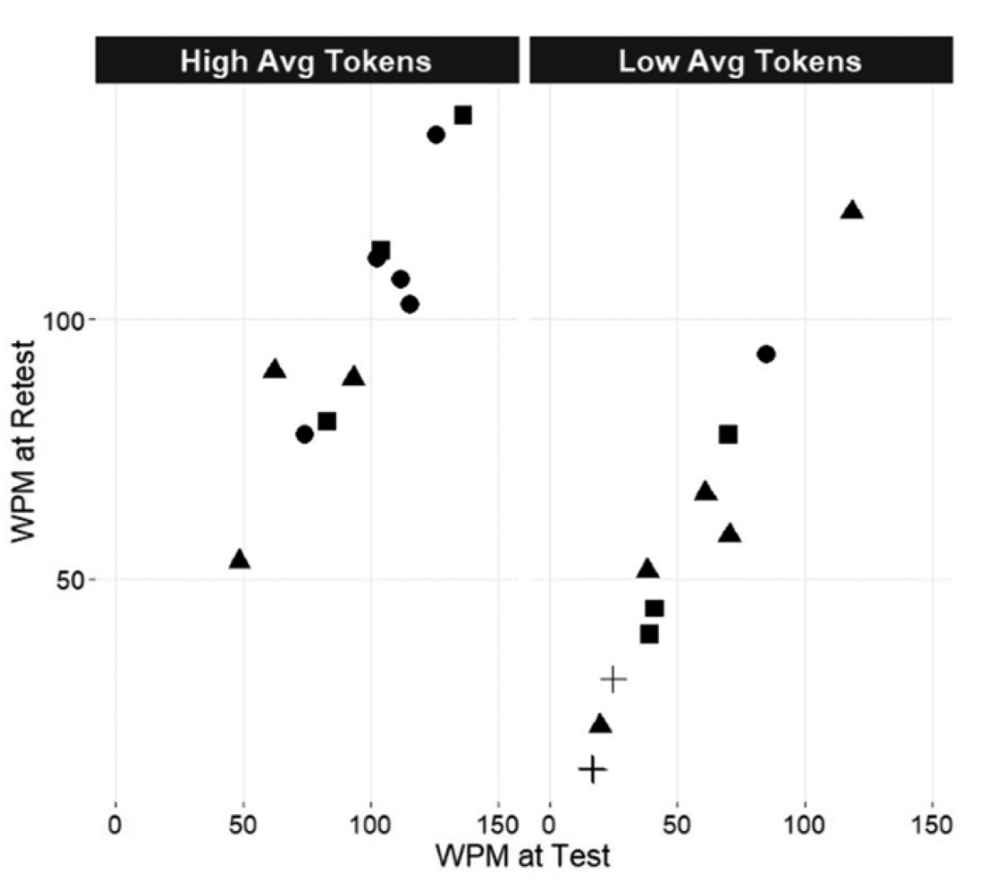 High Avg Tokens
Low Avg Tokens
WPM at Retest
100
50
0 50 100 150
0 50 100 150
WPM at Test